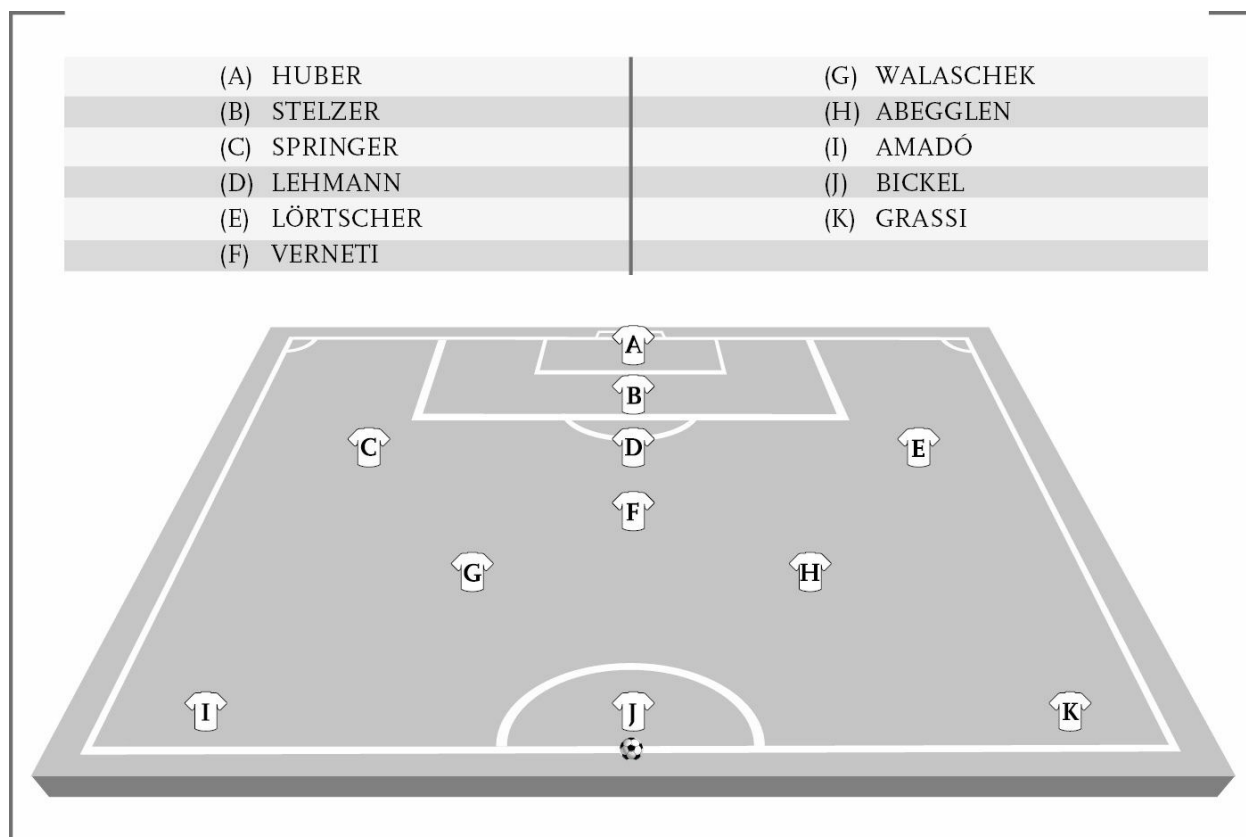 (A) HUBER
(B) STELZER
(C) SPRINGER
(D) LEHMANN
(E) LÖRTSCHER
(F) VERNETI
(G) WALASCHEK
(H) ABEGGLEN
(I) AMADÓ
(J) BICKEL
(K) GRASSI
A
B
C D E
F
G H
I J K